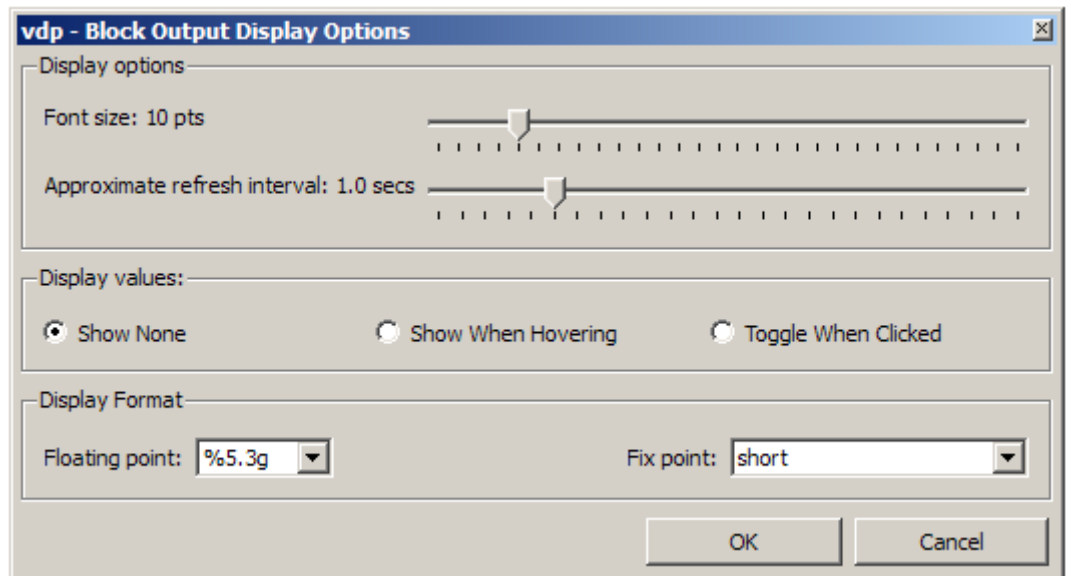 vdp - Block Output Display Options
Display options
Font size: 10 pts
Approximate refresh interval: 1.0 secs
Display values:
Show None Show When Hovering Toggle When Clicked
Display Format
Floating point: %5.3g Fix point: short
OK Cancel